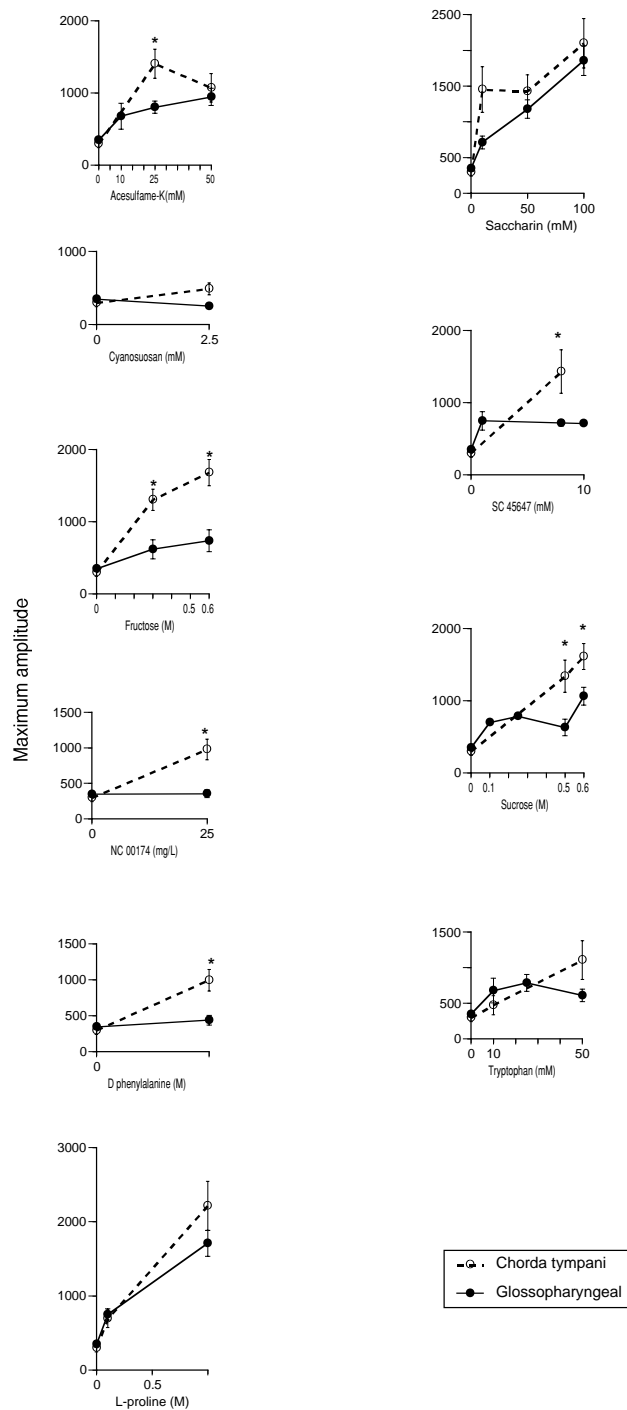 Maximum amplitude
2000
1000
0
*
0 10 25 50
Acesulfame-K(mM)
2500
1500
500
0
0 50 100
Saccharin (mM)
1000
0
0 2.5
Cyanosuosan (mM)
2000
1000
0
*
0 10
SC 45647 (mM)
2000
1000
0
* *
0 0.5 0.6
Fructose (M)
2000
1000
0
* *
0 0.1 0.5 0.6
Sucrose (M)
1500
1000
500
0
*
0 25
NC 00174 (mg/L)
1500
1000
500
0
*
0
D phenylalanine (M)
1500
500
0
0 10 50
Tryptophan (mM)
3000
2000
1000
0
0 0.5
L-proline (M)
Chorda tympani
Glossopharyngeal